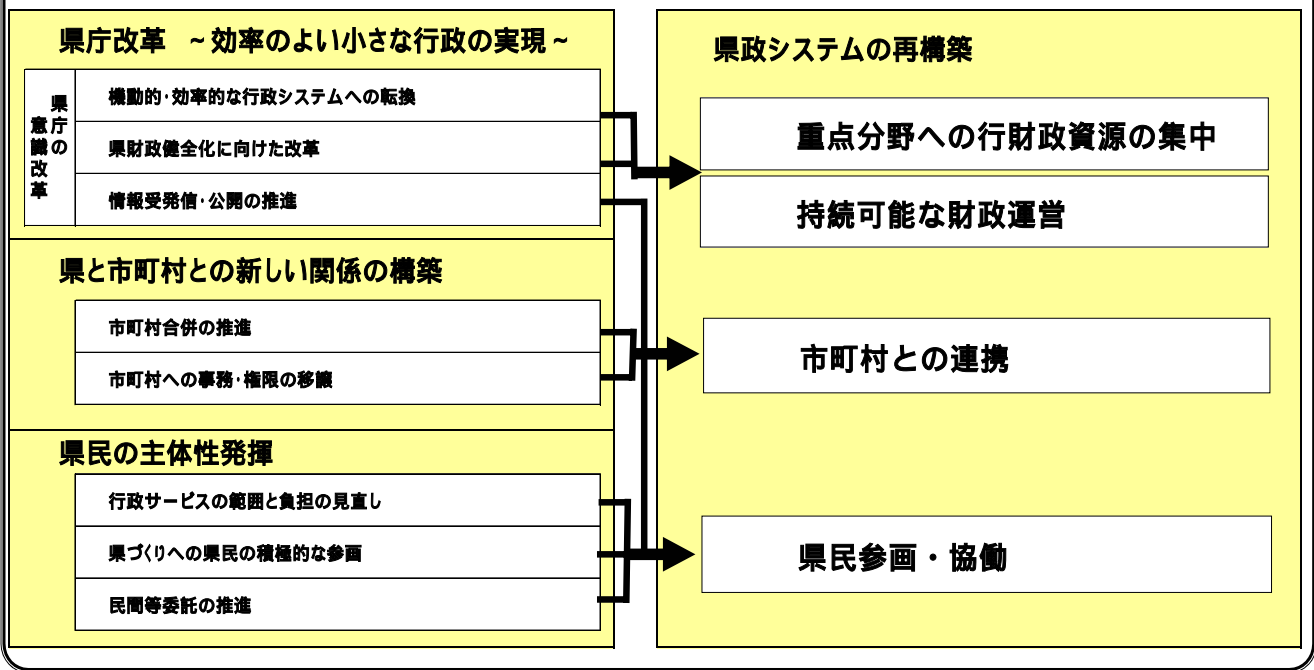 県庁改革 ~効率のよい小さな行政の実現~
県庁の
意識改革
機動的・効率的な行政システムへの転換
県財政健全化に向けた改革
情報受発信・公開の推進
県と市町村との新しい関係の構築
市町村合併の推進
市町村への事務・権限の移譲
県民の主体性発揮
行政サービスの範囲と負担の見直し
県づくりへの県民の積極的な参画
民間等委託の推進
県政システムの再構築
重点分野への行財政資源の集中
持続可能な財政運営
市町村との連携
県民参画・協働